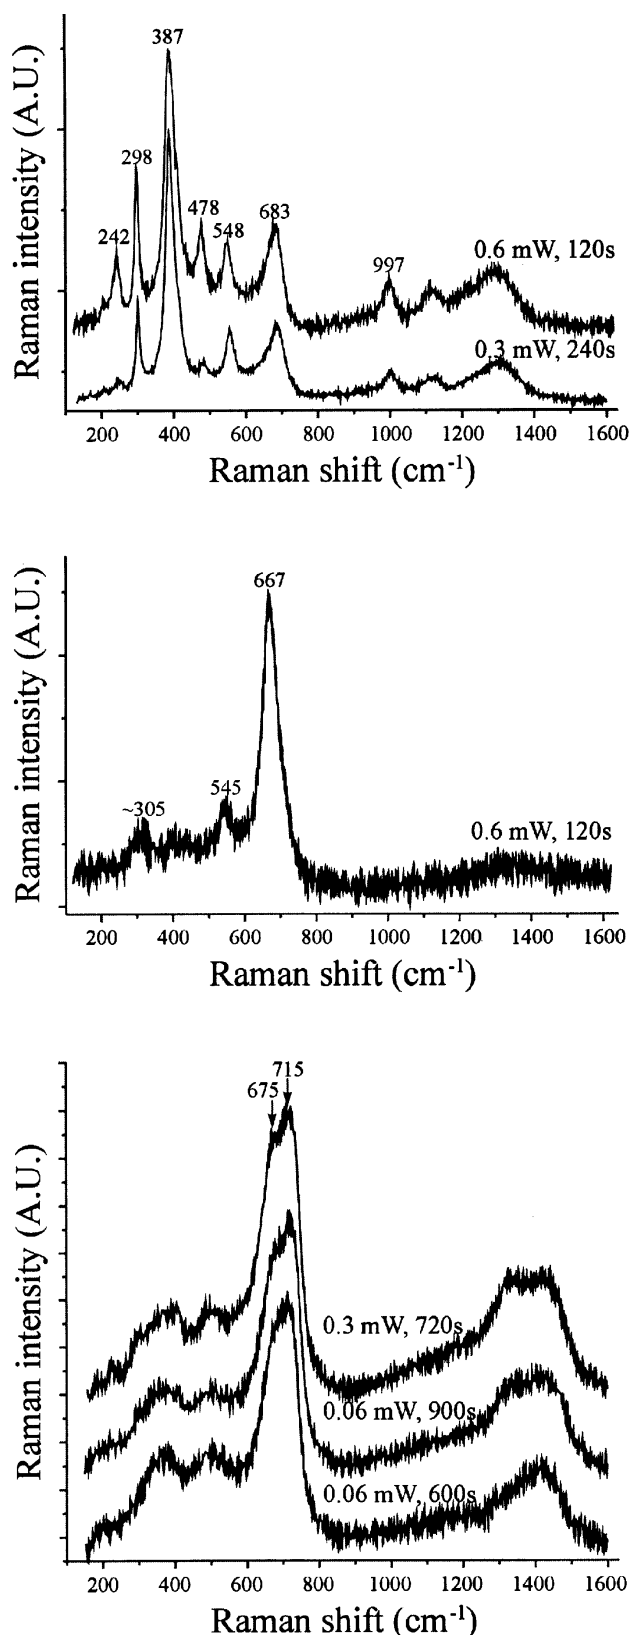 387
298
478
548
683
242
997
0.6 mW, 120s
0.3 mW, 240s
Raman intensity (A.U.)
200 400 600 800 1000 1200 1400 1600
Raman shift (cm-1)
667
~305
545
0.6 mW, 120s
Raman intensity (A.U.)
200 400 600 800 1000 1200 1400 1600
Raman shift (cm-1)
715
675
0.3 mW, 720s
0.06 mW, 900s
0.06 mW, 600s
Raman intensity (A.U.)
200 400 600 800 1000 1200 1400 1600
Raman shift (cm-1)